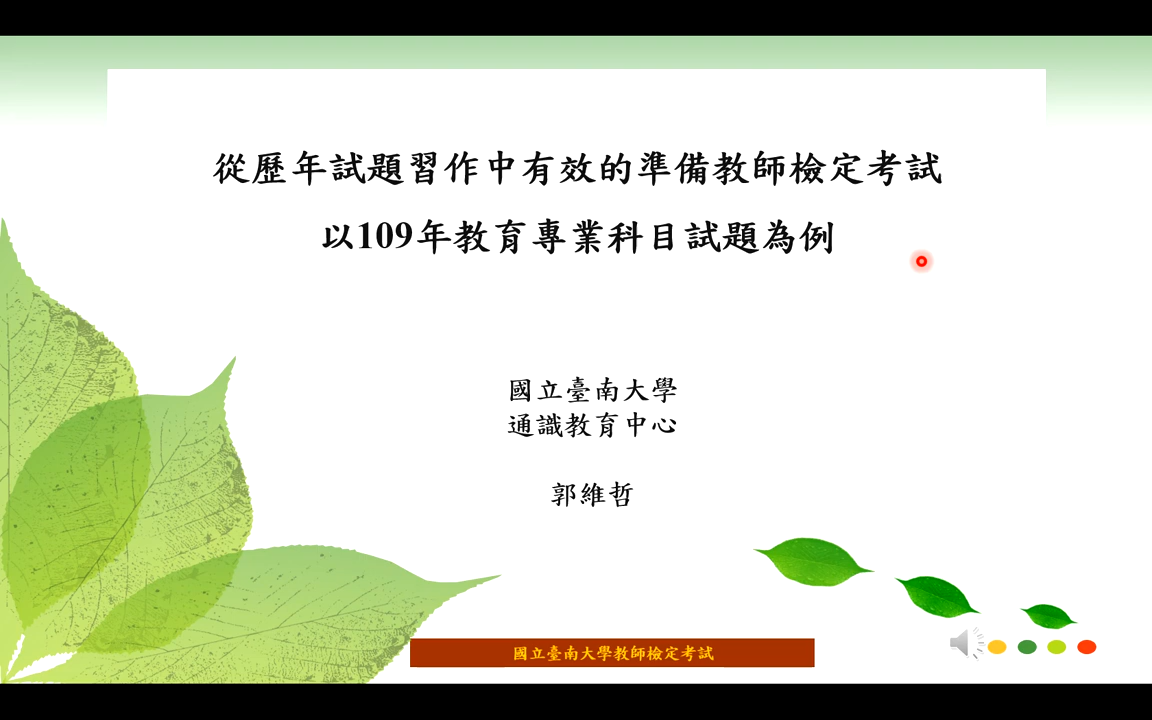 從歷年試題習作中有效的準備教師檢定考試
以109年教育專業科目試題為例
國立臺南大學
通識教育中心
郭維哲
國立臺南大學教師檢定考試